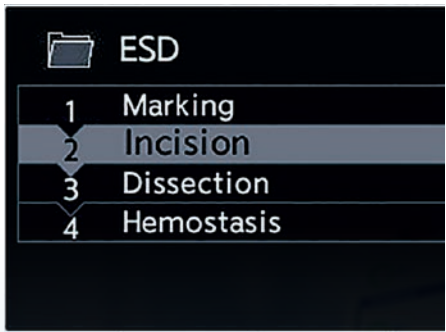 ESD
1 Marking
2 Incision
3 Dissection
4 Hemostasis